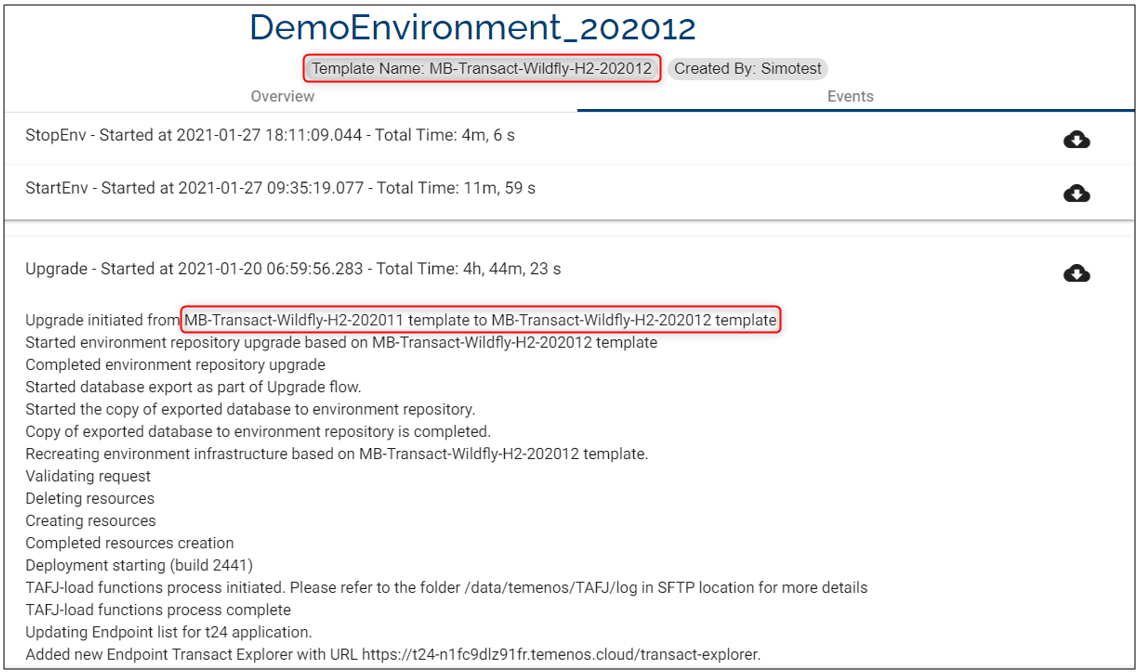 DemoEnvironment_202012
Template Name: MB-Transact-Wildfly-H2-202012 Created By: Simotest
Overview Events
StopEnv - Started at 2021-01-27 18:11:09.044 - Total Time: 4m, 6 s
StartEnv - Started at 2021-01-27 09:35:19.077 - Total Time: 11m, 59 s
Upgrade - Started at 2021-01-20 06:59:56.283 - Total Time: 4h, 44m, 23 s
Upgrade initiated from MB-Transact-Wildfly-H2-202011 template to MB-Transact-Wildfly-H2-202012 template
Started environment repository upgrade based on MB-Transact-Wildfly-H2-202012 template
Completed environment repository upgrade
Started database export as part of Upgrade flow.
Started the copy of exported database to environment repository.
Copy of exported database to environment repository is completed.
Recreating environment infrastructure based on MB-Transact-Wildfly-H2-202012 template.
Validating request
Deleting resources
Creating resources
Completed resources creation
Deployment starting (build 2441)
TAFJ-load functions process initiated. Please refer to the folder /data/temenos/TAFJ/log in SFTP location for more details
TAFJ-load functions process complete
Updating Endpoint list for t24 application.
Added new Endpoint Transact Explorer with URL https://t24-n1fc9dlz91fr.temenos.cloud/transact-explorer.